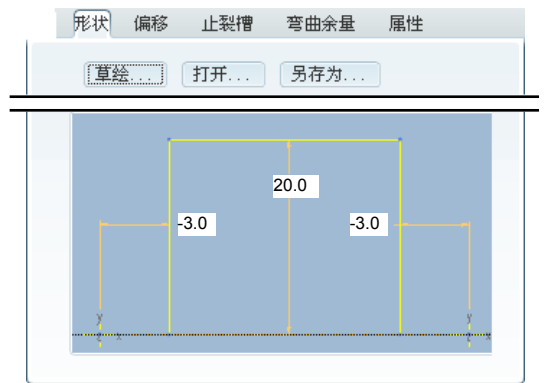 形状 偏移 止裂槽 弯曲余量 属性
草绘... 打开... 另存为...
20.0
-3.0 -3.0
y y
z x z x